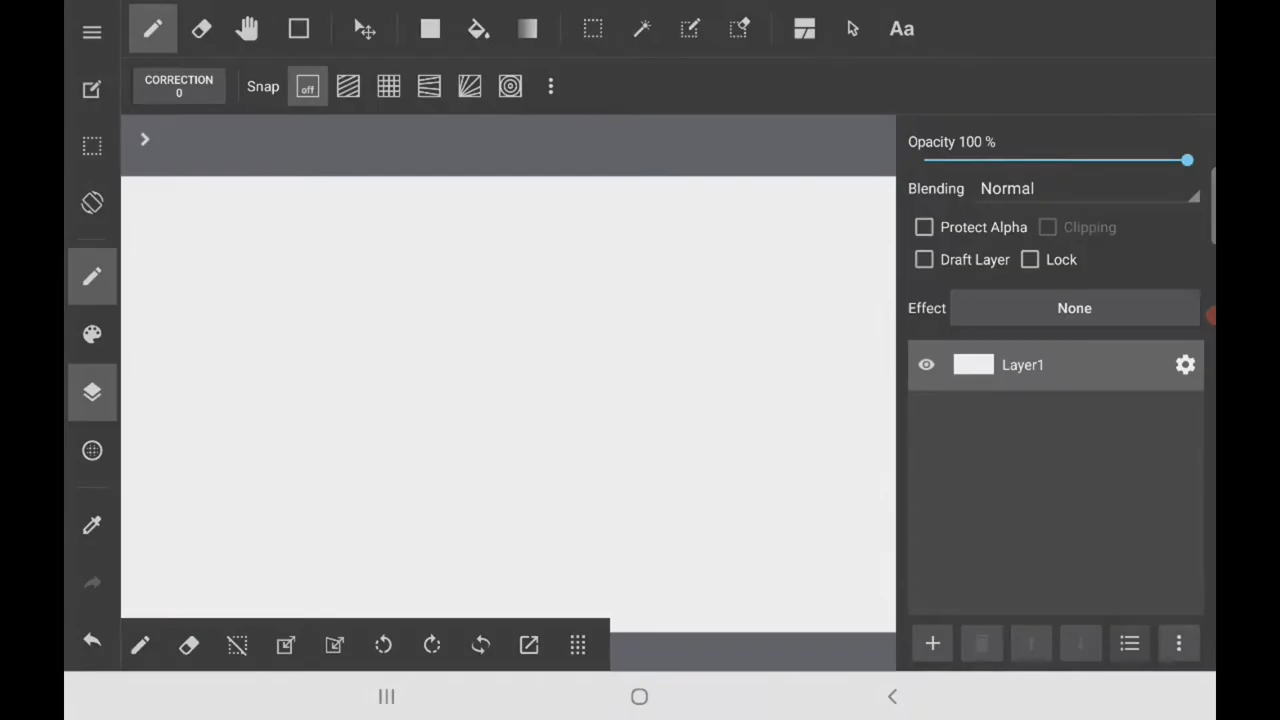 Aa
CORRECTION
0
Snap
off
Opacity 100 %
Blending Normal
Protect Alpha Clipping
Draft Layer Lock
Effect None
Layer1